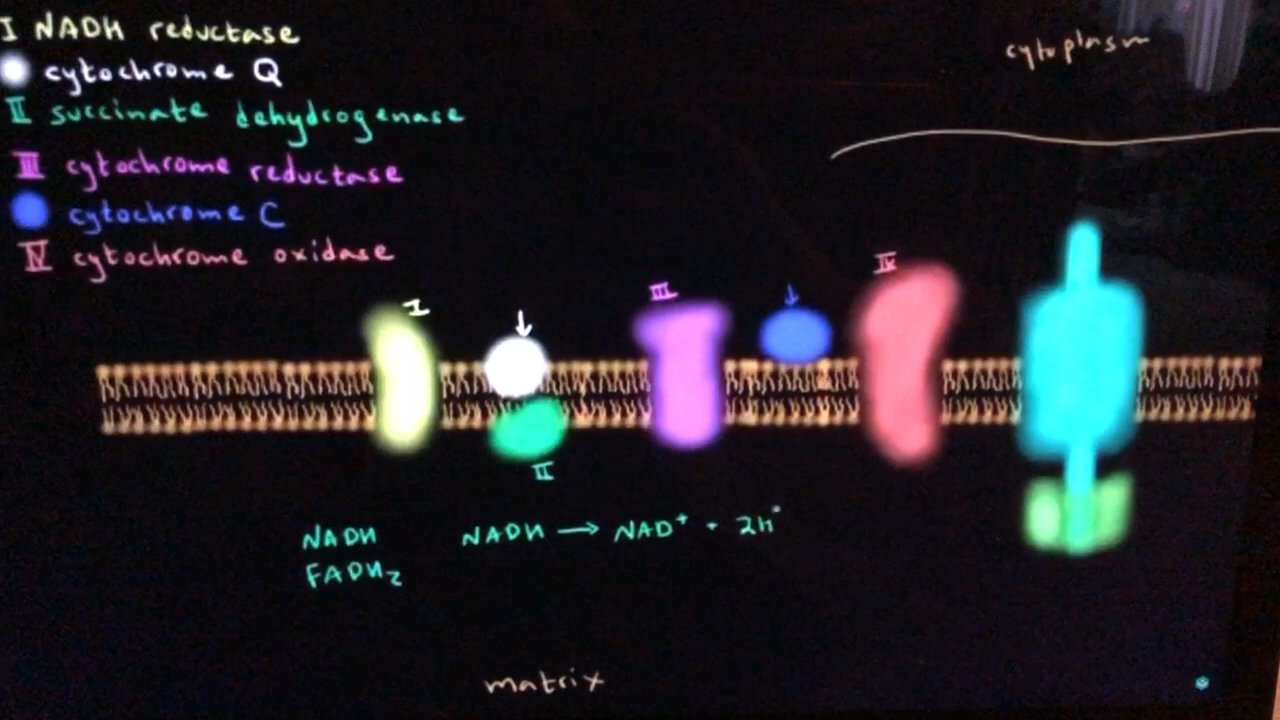 I NADH reductase
cytochrome Q
II succinate dehydrogenase
III cytochrome reductase
cytochrome C
IV cytochrome oxidase
cytoplasm
I
II
III
IV
NADH
FADH₂
NADH → NAD⁺ + 2H⁺
matrix